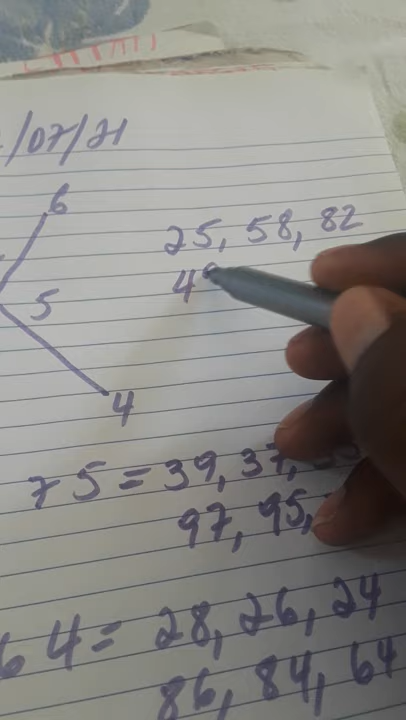 /07/21
6
25, 58, 82
4
5
4
75 = 39, 37,
97, 95,
64 = 28, 26, 24
86, 84, 64